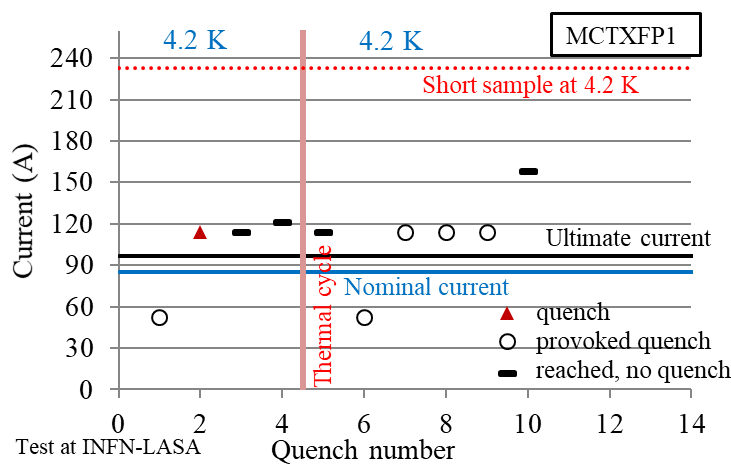 4.2 K
4.2 K
MCTXFP1
240
Short sample at 4.2 K
210
180
150
120
90
60
30
0
Current (A)
Ultimate current
Nominal current
Thermal cycle
quench
provoked quench
reached, no quench
0 2 4 6 8 10 12 14
Test at INFN-LASA
Quench number